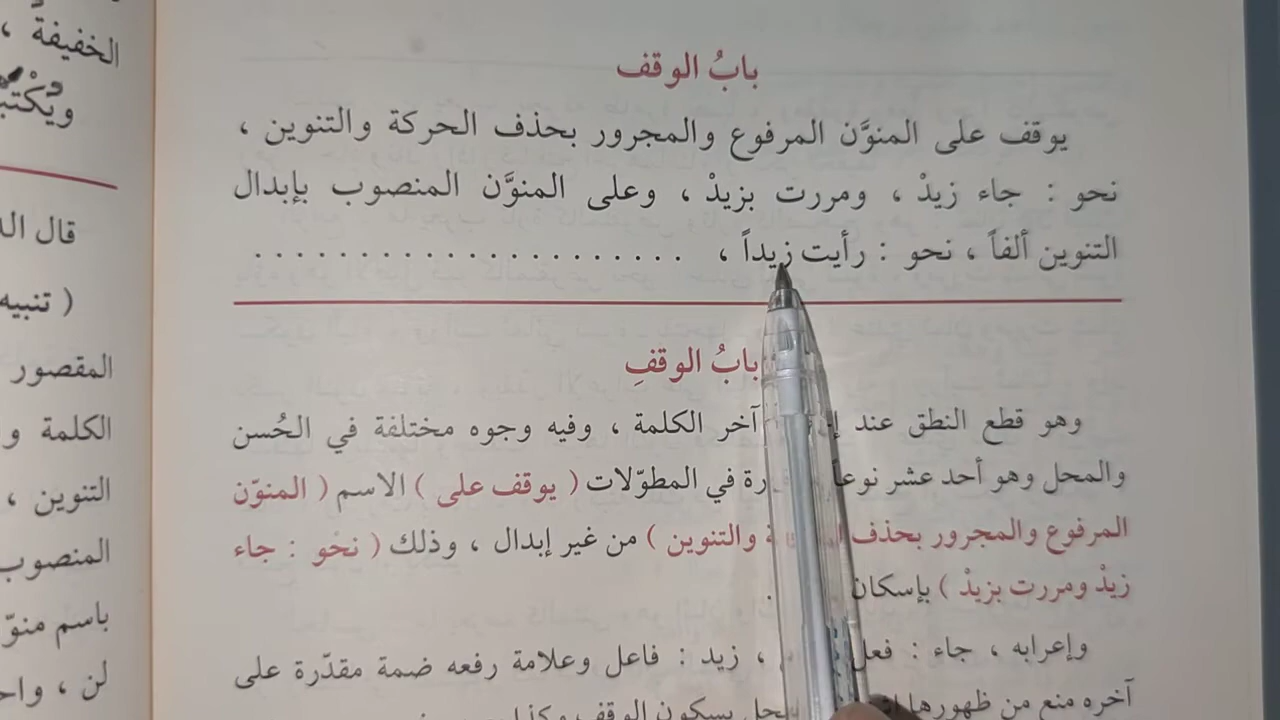 بابُ الوقف
يوقف على المنوَّن المرفوع والمجرور بحذف الحركة والتنوين ،
نحو : جاء زيدْ ، ومررت بزيدْ ، وعلى المنوَّن المنصوب بإبدال
التنوين ألفاً ، نحو : رأيت زيداً ، . . . . . . . . . . . . . . . . . . . . .
بابُ الوقفِ
وهو قطع النطق عند آخر الكلمة ، وفيه وجوه مختلفة في الحُسن
والمحل وهو أحد عشر نوعاً في المطوّلات ( يوقف على ) الاسم ( المنوّن
المرفوع والمجرور بحذف والتنوين ) من غير إبدال ، وذلك ( نحو : جاء
زيدْ ومررت بزيدْ ) بإسكان .
وإعرابه ، جاء : فعل ، زيد : فاعل وعلامة رفعه ضمة مقدّرة على
آخره منع من ظهورها بسكون الوقف
الخفيفة ،
قال
( تنبيه
المقصور
الكلمة و
التنوين ،
المنصوب
باسم منوّ
لن ،